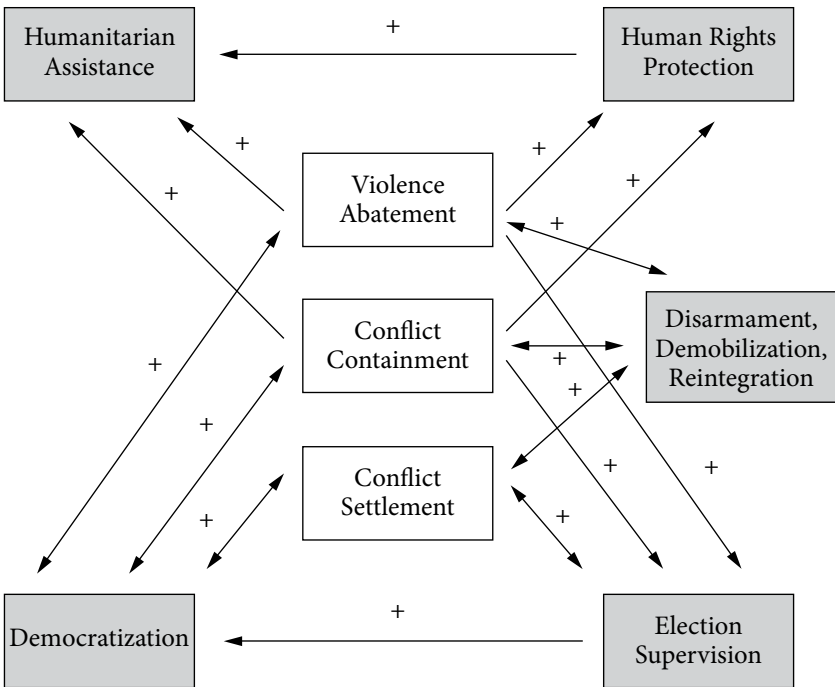 Humanitarian
Assistance
+
Human Rights
Protection
+
+
+
+
+
Violence
Abatement
Conflict
Containment
Conflict
Settlement
Disarmament,
Demobilization,
Reintegration
+
+
+
+
+
+
+
+
Democratization
+
Election
Supervision